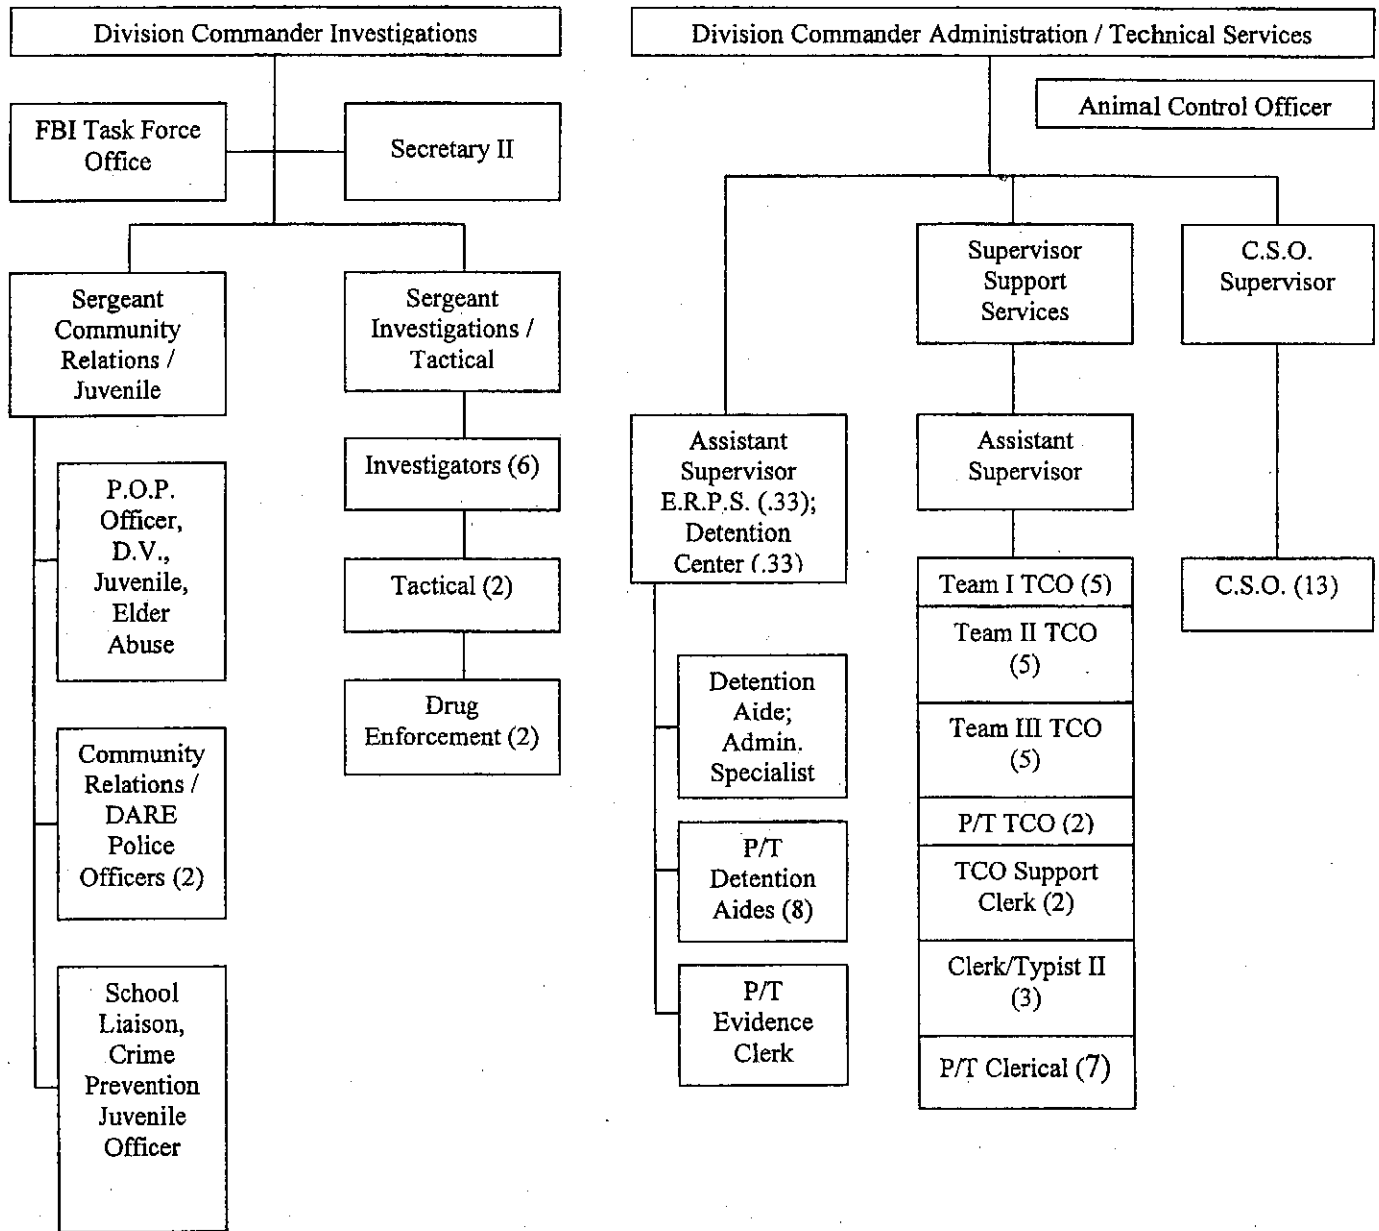 Division Commander Investigations
FBI Task Force
Office
Secretary II
Sergeant
Community
Relations /
Juvenile
Sergeant
Investigations /
Tactical
P.O.P.
Officer,
D.V.,
Juvenile,
Elder
Abuse
Community
Relations /
DARE
Police
Officers (2)
School
Liaison,
Crime
Prevention
Juvenile
Officer
Investigators (6)
Tactical (2)
Drug
Enforcement (2)
Division Commander Administration / Technical Services
Animal Control Officer
Assistant
Supervisor
E.R.P.S. (.33);
Detention
Center (.33)
Detention
Aide;
Admin.
Specialist
P/T
Detention
Aides (8)
P/T
Evidence
Clerk
Supervisor
Support
Services
Assistant
Supervisor
Team I TCO (5)
Team II TCO
(5)
Team III TCO
(5)
P/T TCO (2)
TCO Support
Clerk (2)
Clerk/Typist II
(3)
P/T Clerical (7)
C.S.O.
Supervisor
C.S.O. (13)